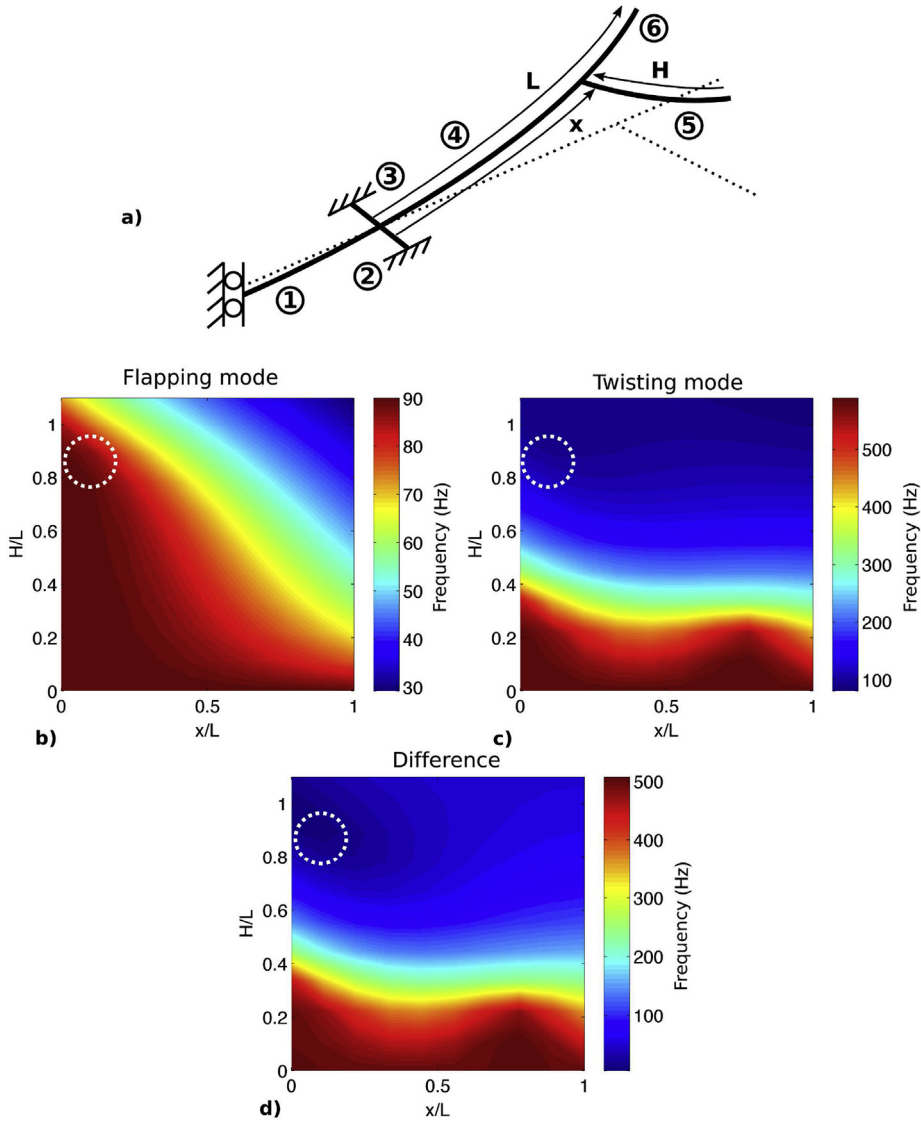 ⑥
L
H
④
x
⑤
③
a)
②
①
Flapping mode
Twisting mode
90
80
70
60
50
40
30
Frequency (Hz)
1
0.8
0.6
0.4
0.2
0
H/L
0
0.5
1
x/L
b)
500
400
300
200
100
Frequency (Hz)
1
0.8
0.6
0.4
0.2
0
H/L
0
0.5
1
x/L
c)
Difference
500
400
300
200
100
Frequency (Hz)
1
0.8
0.6
0.4
0.2
0
H/L
0
0.5
1
x/L
d)